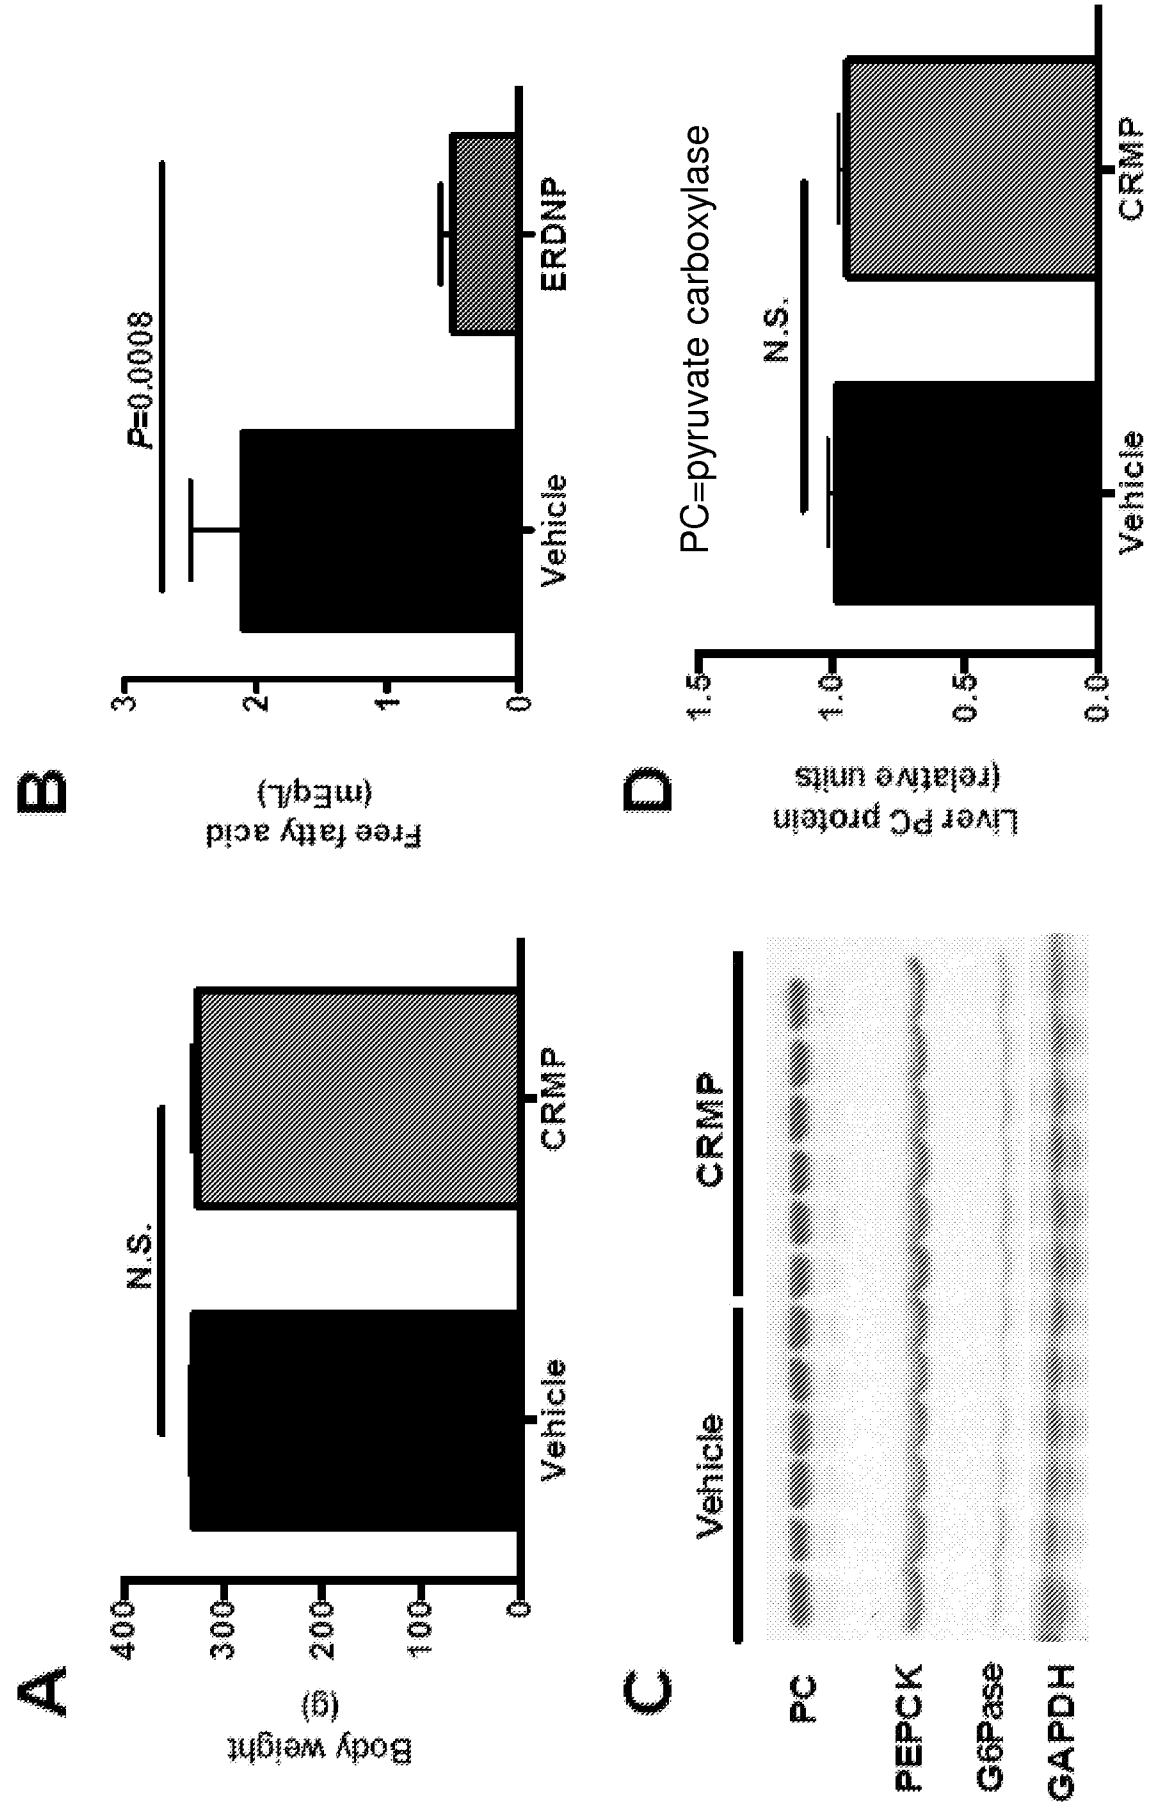 A
Body weight
(g)
400
300
200
100
0
N.S.
Vehicle
CRMP
B
Free fatty acid
(mEq/L)
3
2
1
0
P=0.0008
Vehicle
ERDNP
C
Vehicle
CRMP
PC
PEPCK
G6Pase
GAPDH
D
Liver PC protein
(relative units)
1.5
1.0
0.5
0.0
PC=pyruvate carboxylase
N.S.
Vehicle
CRMP